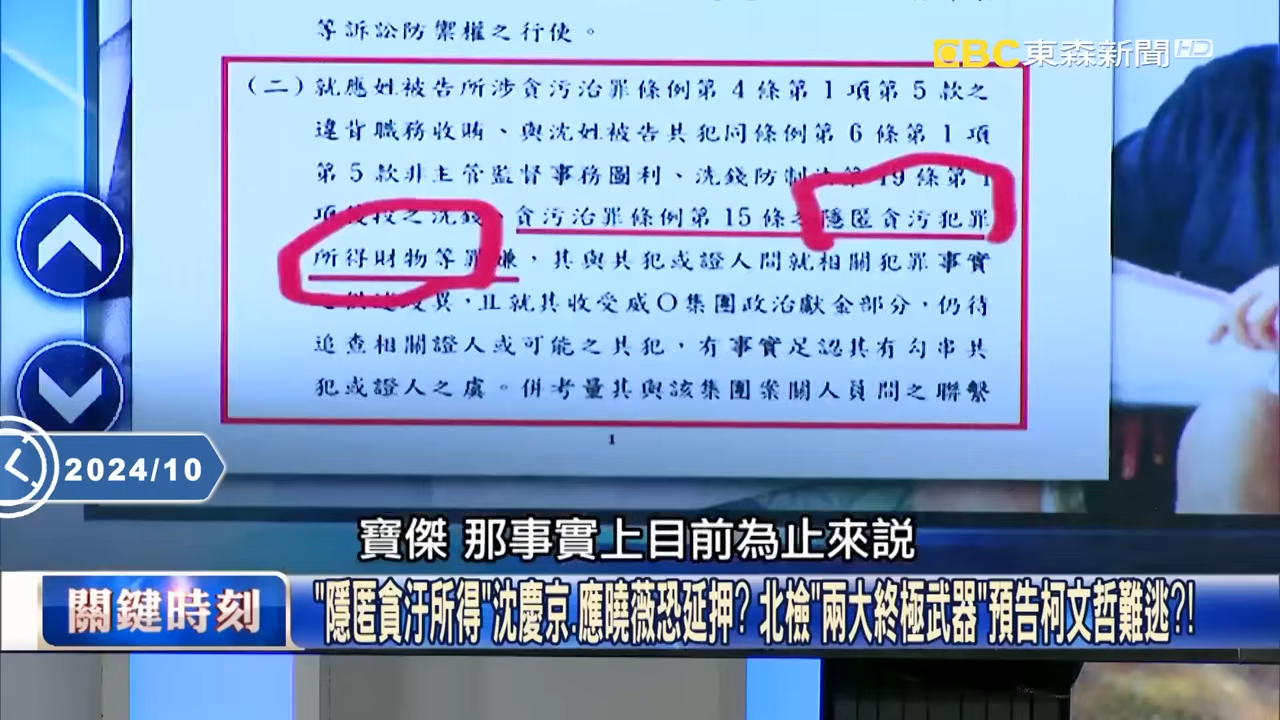 等訴訟防禦權之行使。
EBC 東森新聞 HD
(二)就應姓被告所涉貪污治罪條例第4條第1項第5款之
違背職務收賄、與沈姓被告共犯同條例第6條第1項
第5款非主管監督事務圖利、洗錢防制法第19條第1
項後段之洗錢、貪污治罪條例第15條之隱匿貪污犯罪
所得財物等罪嫌,其與共犯或證人間就相關犯罪事實
之供述歧異,且就其收受威O集團政治獻金部分,仍待
追查相關證人或可能之共犯,有事實足認其有勾串共
犯或證人之虞。併考量其與該集團案關人員間之聯繫
1
2024/10
寶傑 那事實上目前為止來説
關鍵時刻
"隱匿貪汙所得"沈慶京.應曉薇恐延押? 北檢"兩大終極武器"預告柯文哲難逃?!